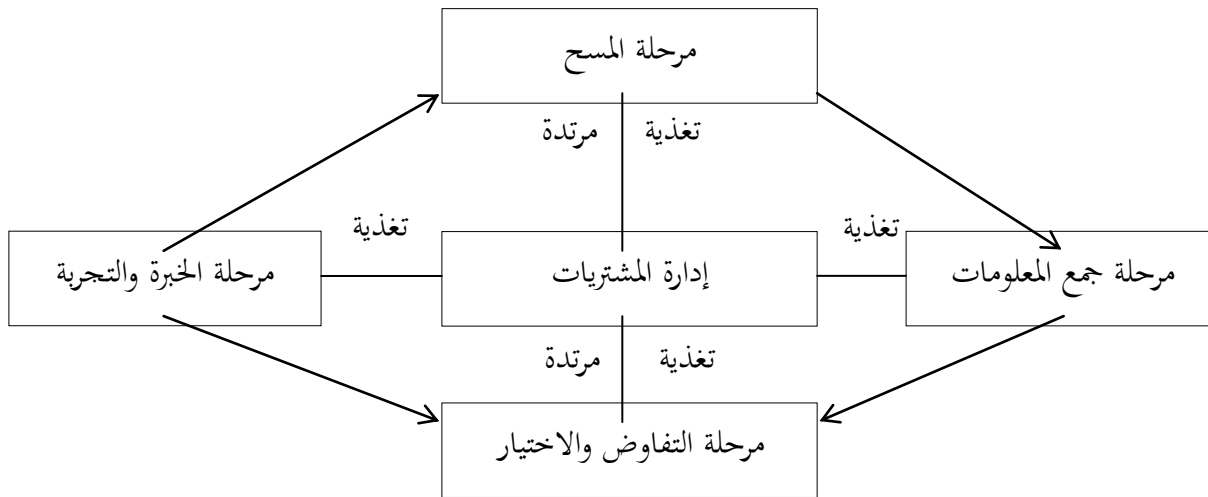 مرحلة المسح
تغذية مرتدة
تغذية تغذية
مرحلة جمع المعلومات إدارة المشتريات مرحلة الخبرة والتجربة
تغذية مرتدة
مرحلة التفاوض والاختيار